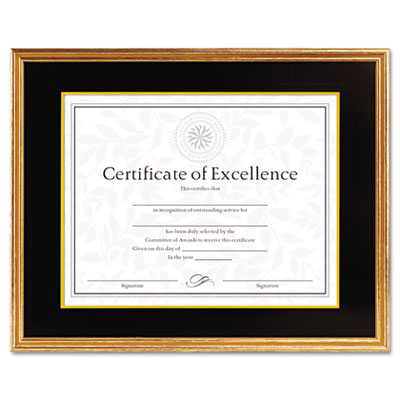 Certificate of Excellence
This certifies that
in recognition of outstanding service for
has been duly selected by the
Committee of Awards to receive this certificate
Given on this day of
In the year
Signature Signature